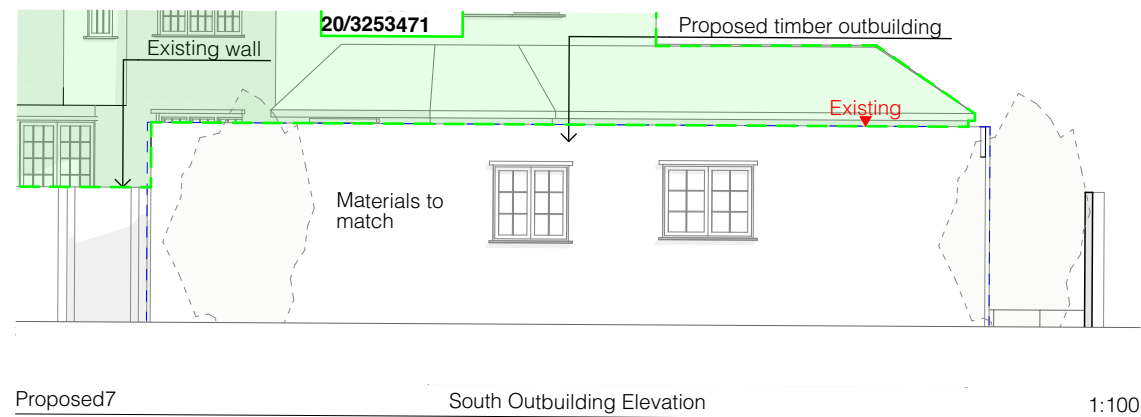 20/3253471
Proposed timber outbuilding
Existing wall
Existing
Materials to
match
Proposed7
South Outbuilding Elevation
1:100